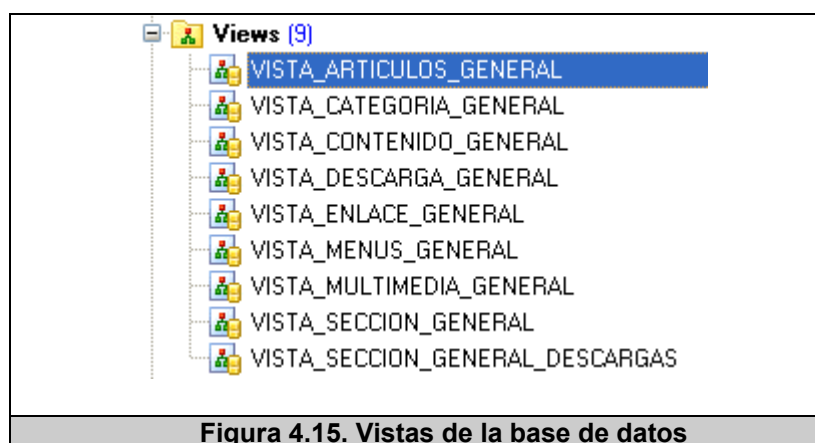 Views (9)
VISTA_ARTICULOS_GENERAL
VISTA_CATEGORIA_GENERAL
VISTA_CONTENIDO_GENERAL
VISTA_DESCARGA_GENERAL
VISTA_ENLACE_GENERAL
VISTA_MENUS_GENERAL
VISTA_MULTIMEDIA_GENERAL
VISTA_SECCION_GENERAL
VISTA_SECCION_GENERAL_DESCARGAS
Figura 4.15. Vistas de la base de datos